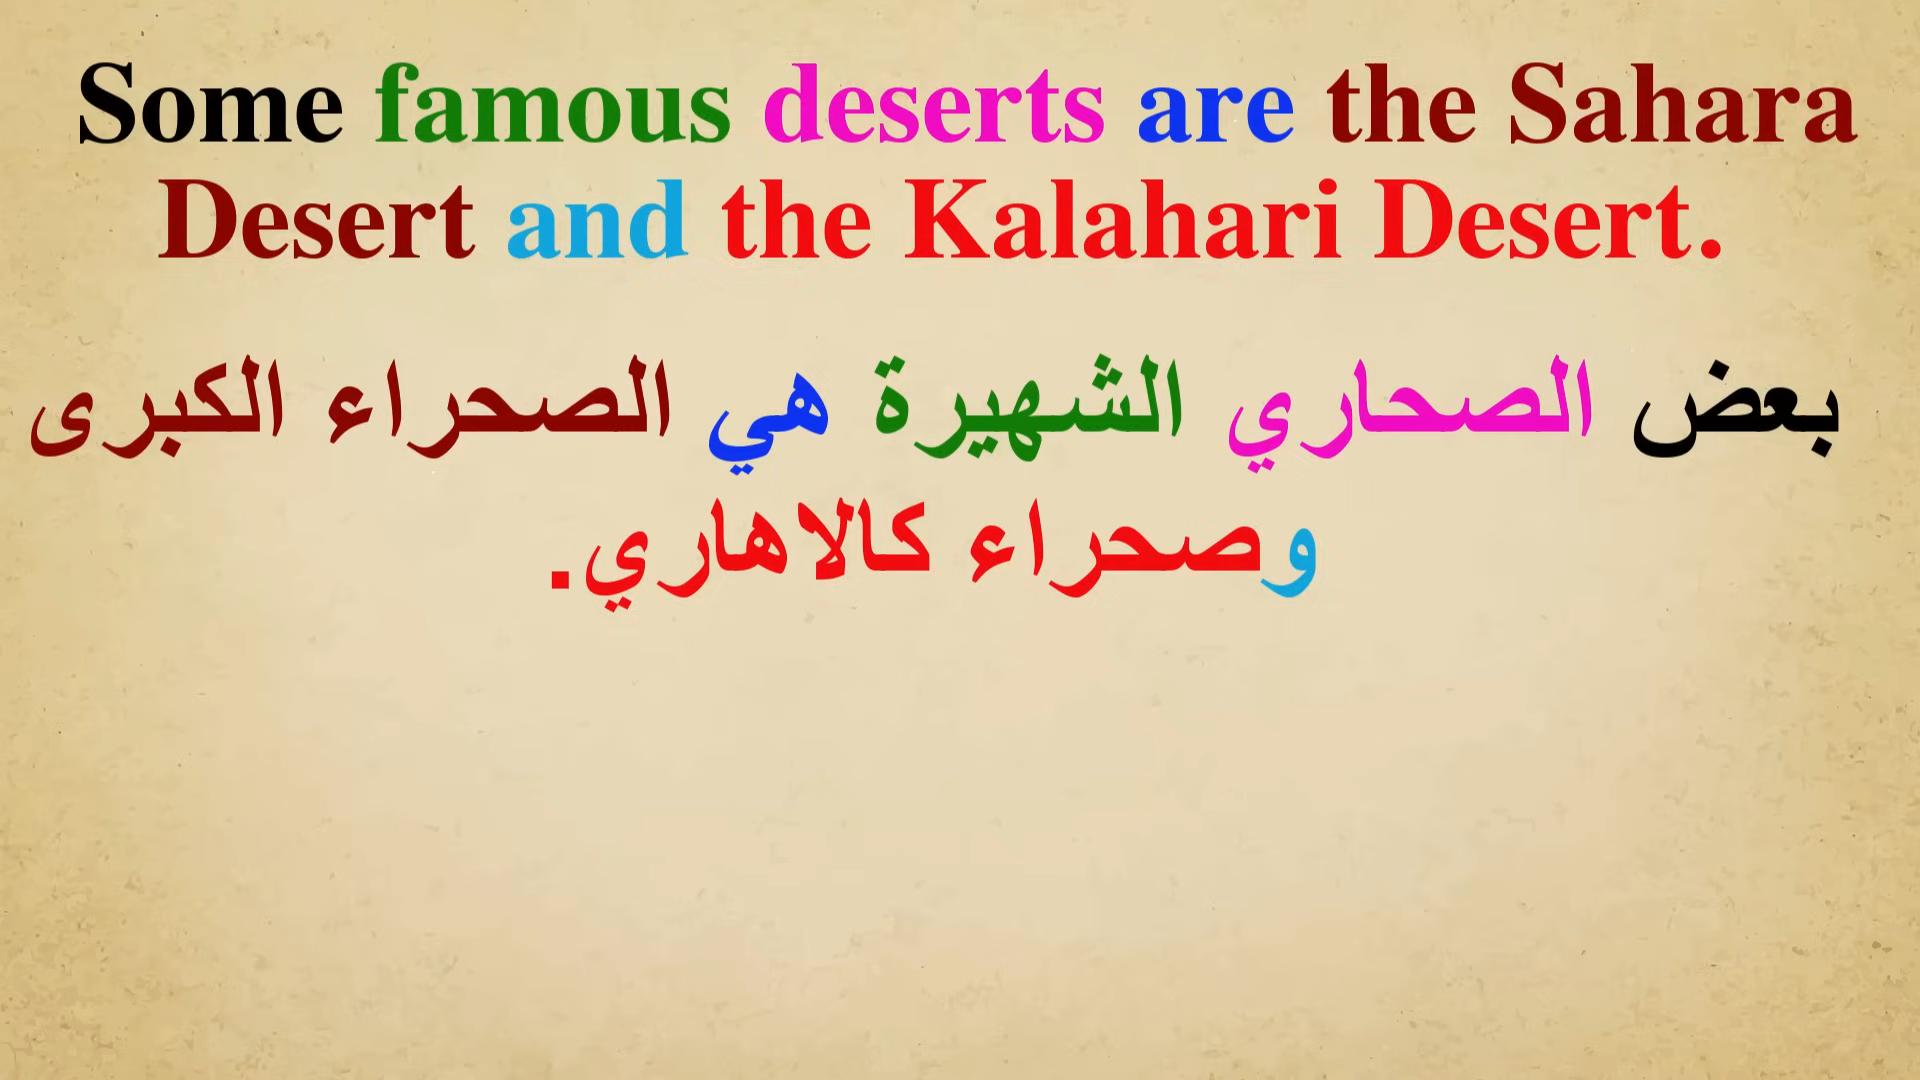 Some famous deserts are the Sahara
Desert and the Kalahari Desert.
بعض الصحاري الشهيرة هي الصحراء الكبرى
وصحراء كالاهاري.